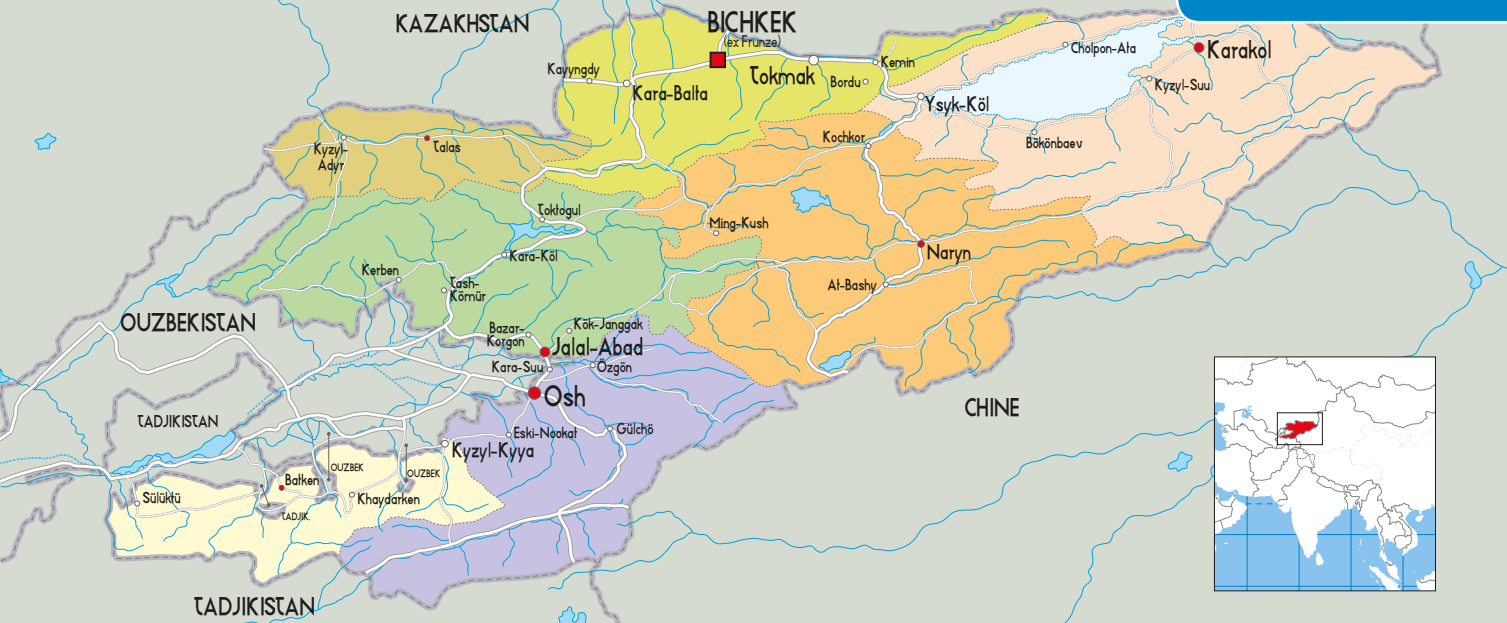 KAZAKHSTAN
BICHKEK
(ex Frunze)
Kayyngdy
Kara-Balta
Tokmak
Kemin
Bordu
Cholpon-Ata
Karakol
Kyzyl-Suu
Ysyk-Köl
Bökönbaev
Kochkor
Kyzyl-
Adyr
Talas
Toktogul
Ming-Kush
Kara-Köl
Naryn
Kerben
Tash-
Kömür
At-Bashy
OUZBEKISTAN
Bazar-
Korgon
Kök-Janggak
Jalal-Abad
Kara-Suu
Özgön
Osh
CHINE
TADJIKISTAN
Eski-Nookat
Gülchö
Kyzyl-Kyya
OUZBEK
OUZBEK
Batken
Khaydarken
Sülüktü
TADJIK.
TADJIKISTAN